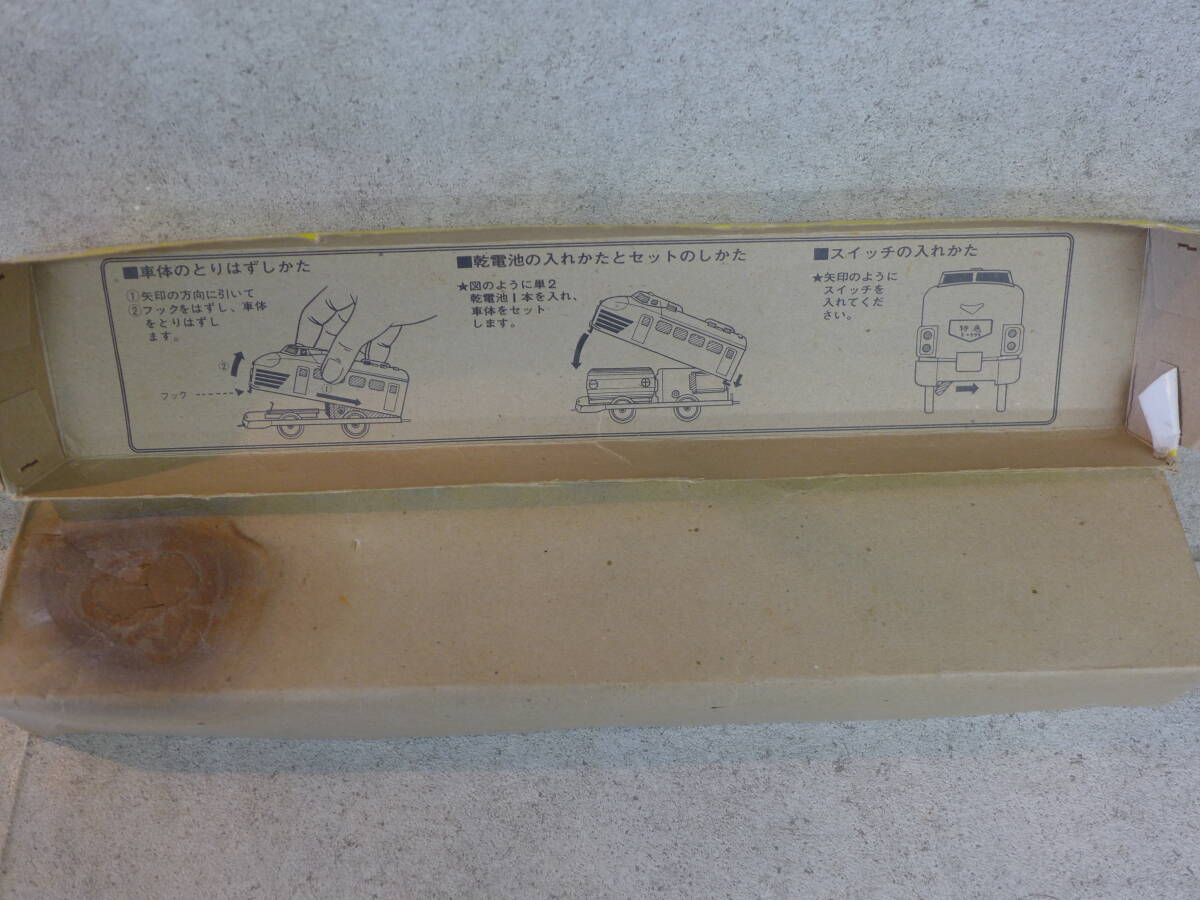 ■車体のとりはずしかた
①矢印の方向に引いて
②フックをはずし、車体
をとりはずし
ます。
②
①
フック
■乾電池の入れかたとセットのしかた
★図のように単2
乾電池1本を入れ、
車体をセット
します。
■スイッチの入れかた
★矢印のように
スイッチを
入れてくだ
さい。
特急